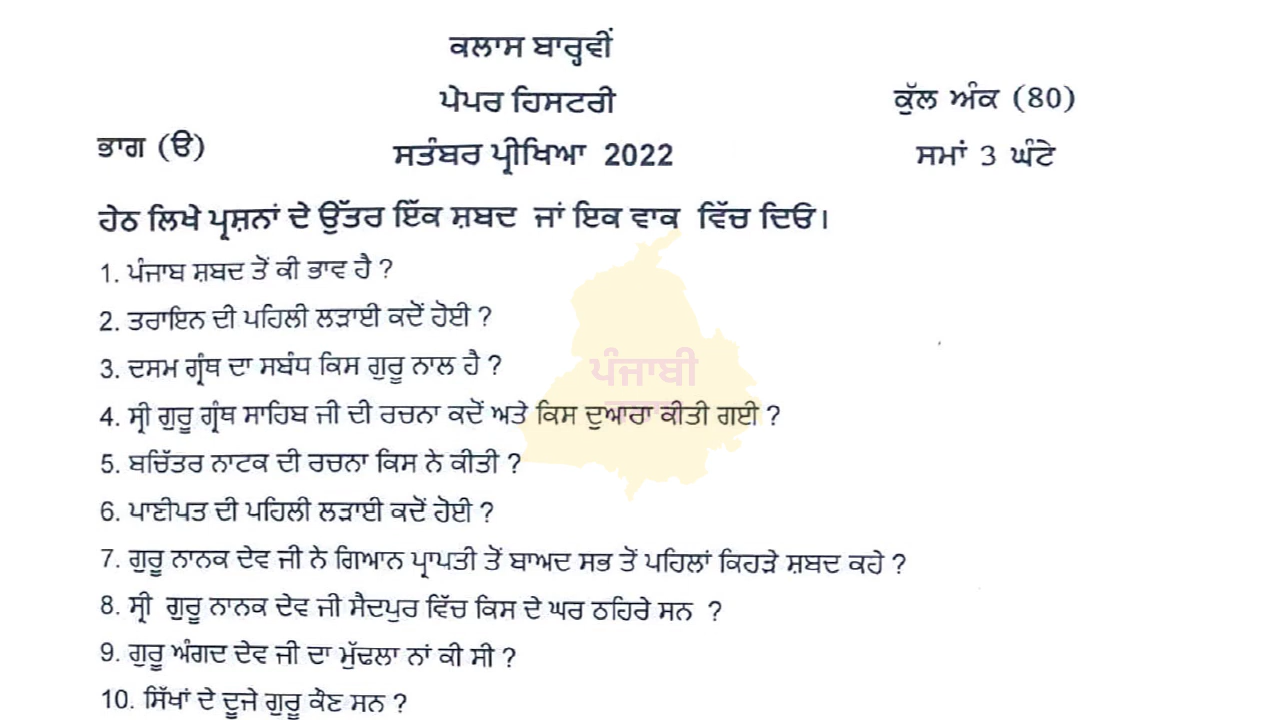 ਕਲਾਸ ਬਾਰ੍ਹਵੀਂ
ਪੇਪਰ ਹਿਸਟਰੀ
ਕੁੱਲ ਅੰਕ (80)
ਭਾਗ (ੳ)
ਸਤੰਬਰ ਪ੍ਰੀਖਿਆ 2022
ਸਮਾਂ 3 ਘੰਟੇ
ਹੇਠ ਲਿਖੇ ਪ੍ਰਸ਼ਨਾਂ ਦੇ ਉੱਤਰ ਇੱਕ ਸ਼ਬਦ ਜਾਂ ਇਕ ਵਾਕ ਵਿੱਚ ਦਿਓ।
1. ਪੰਜਾਬ ਸ਼ਬਦ ਤੋਂ ਕੀ ਭਾਵ ਹੈ ?
2. ਤਰਾਇਨ ਦੀ ਪਹਿਲੀ ਲੜਾਈ ਕਦੋਂ ਹੋਈ ?
3. ਦਸਮ ਗ੍ਰੰਥ ਦਾ ਸਬੰਧ ਕਿਸ ਗੁਰੂ ਨਾਲ ਹੈ ?
ਪੰਜਾਬੀ
4. ਸ੍ਰੀ ਗੁਰੂ ਗ੍ਰੰਥ ਸਾਹਿਬ ਜੀ ਦੀ ਰਚਨਾ ਕਦੋਂ ਅਤੇ ਕਿਸ ਦੁਆਰਾ ਕੀਤੀ ਗਈ ?
5. ਬਚਿੱਤਰ ਨਾਟਕ ਦੀ ਰਚਨਾ ਕਿਸ ਨੇ ਕੀਤੀ ?
6. ਪਾਣੀਪਤ ਦੀ ਪਹਿਲੀ ਲੜਾਈ ਕਦੋਂ ਹੋਈ ?
7. ਗੁਰੂ ਨਾਨਕ ਦੇਵ ਜੀ ਨੇ ਗਿਆਨ ਪ੍ਰਾਪਤੀ ਤੋਂ ਬਾਅਦ ਸਭ ਤੋਂ ਪਹਿਲਾਂ ਕਿਹੜੇ ਸ਼ਬਦ ਕਹੇ ?
8. ਸ੍ਰੀ ਗੁਰੂ ਨਾਨਕ ਦੇਵ ਜੀ ਸੈਦਪੁਰ ਵਿੱਚ ਕਿਸ ਦੇ ਘਰ ਠਹਿਰੇ ਸਨ ?
9. ਗੁਰੂ ਅੰਗਦ ਦੇਵ ਜੀ ਦਾ ਮੁੱਢਲਾ ਨਾਂ ਕੀ ਸੀ ?
10. ਸਿੱਖਾਂ ਦੇ ਦੂਜੇ ਗੁਰੂ ਕੌਣ ਸਨ ?